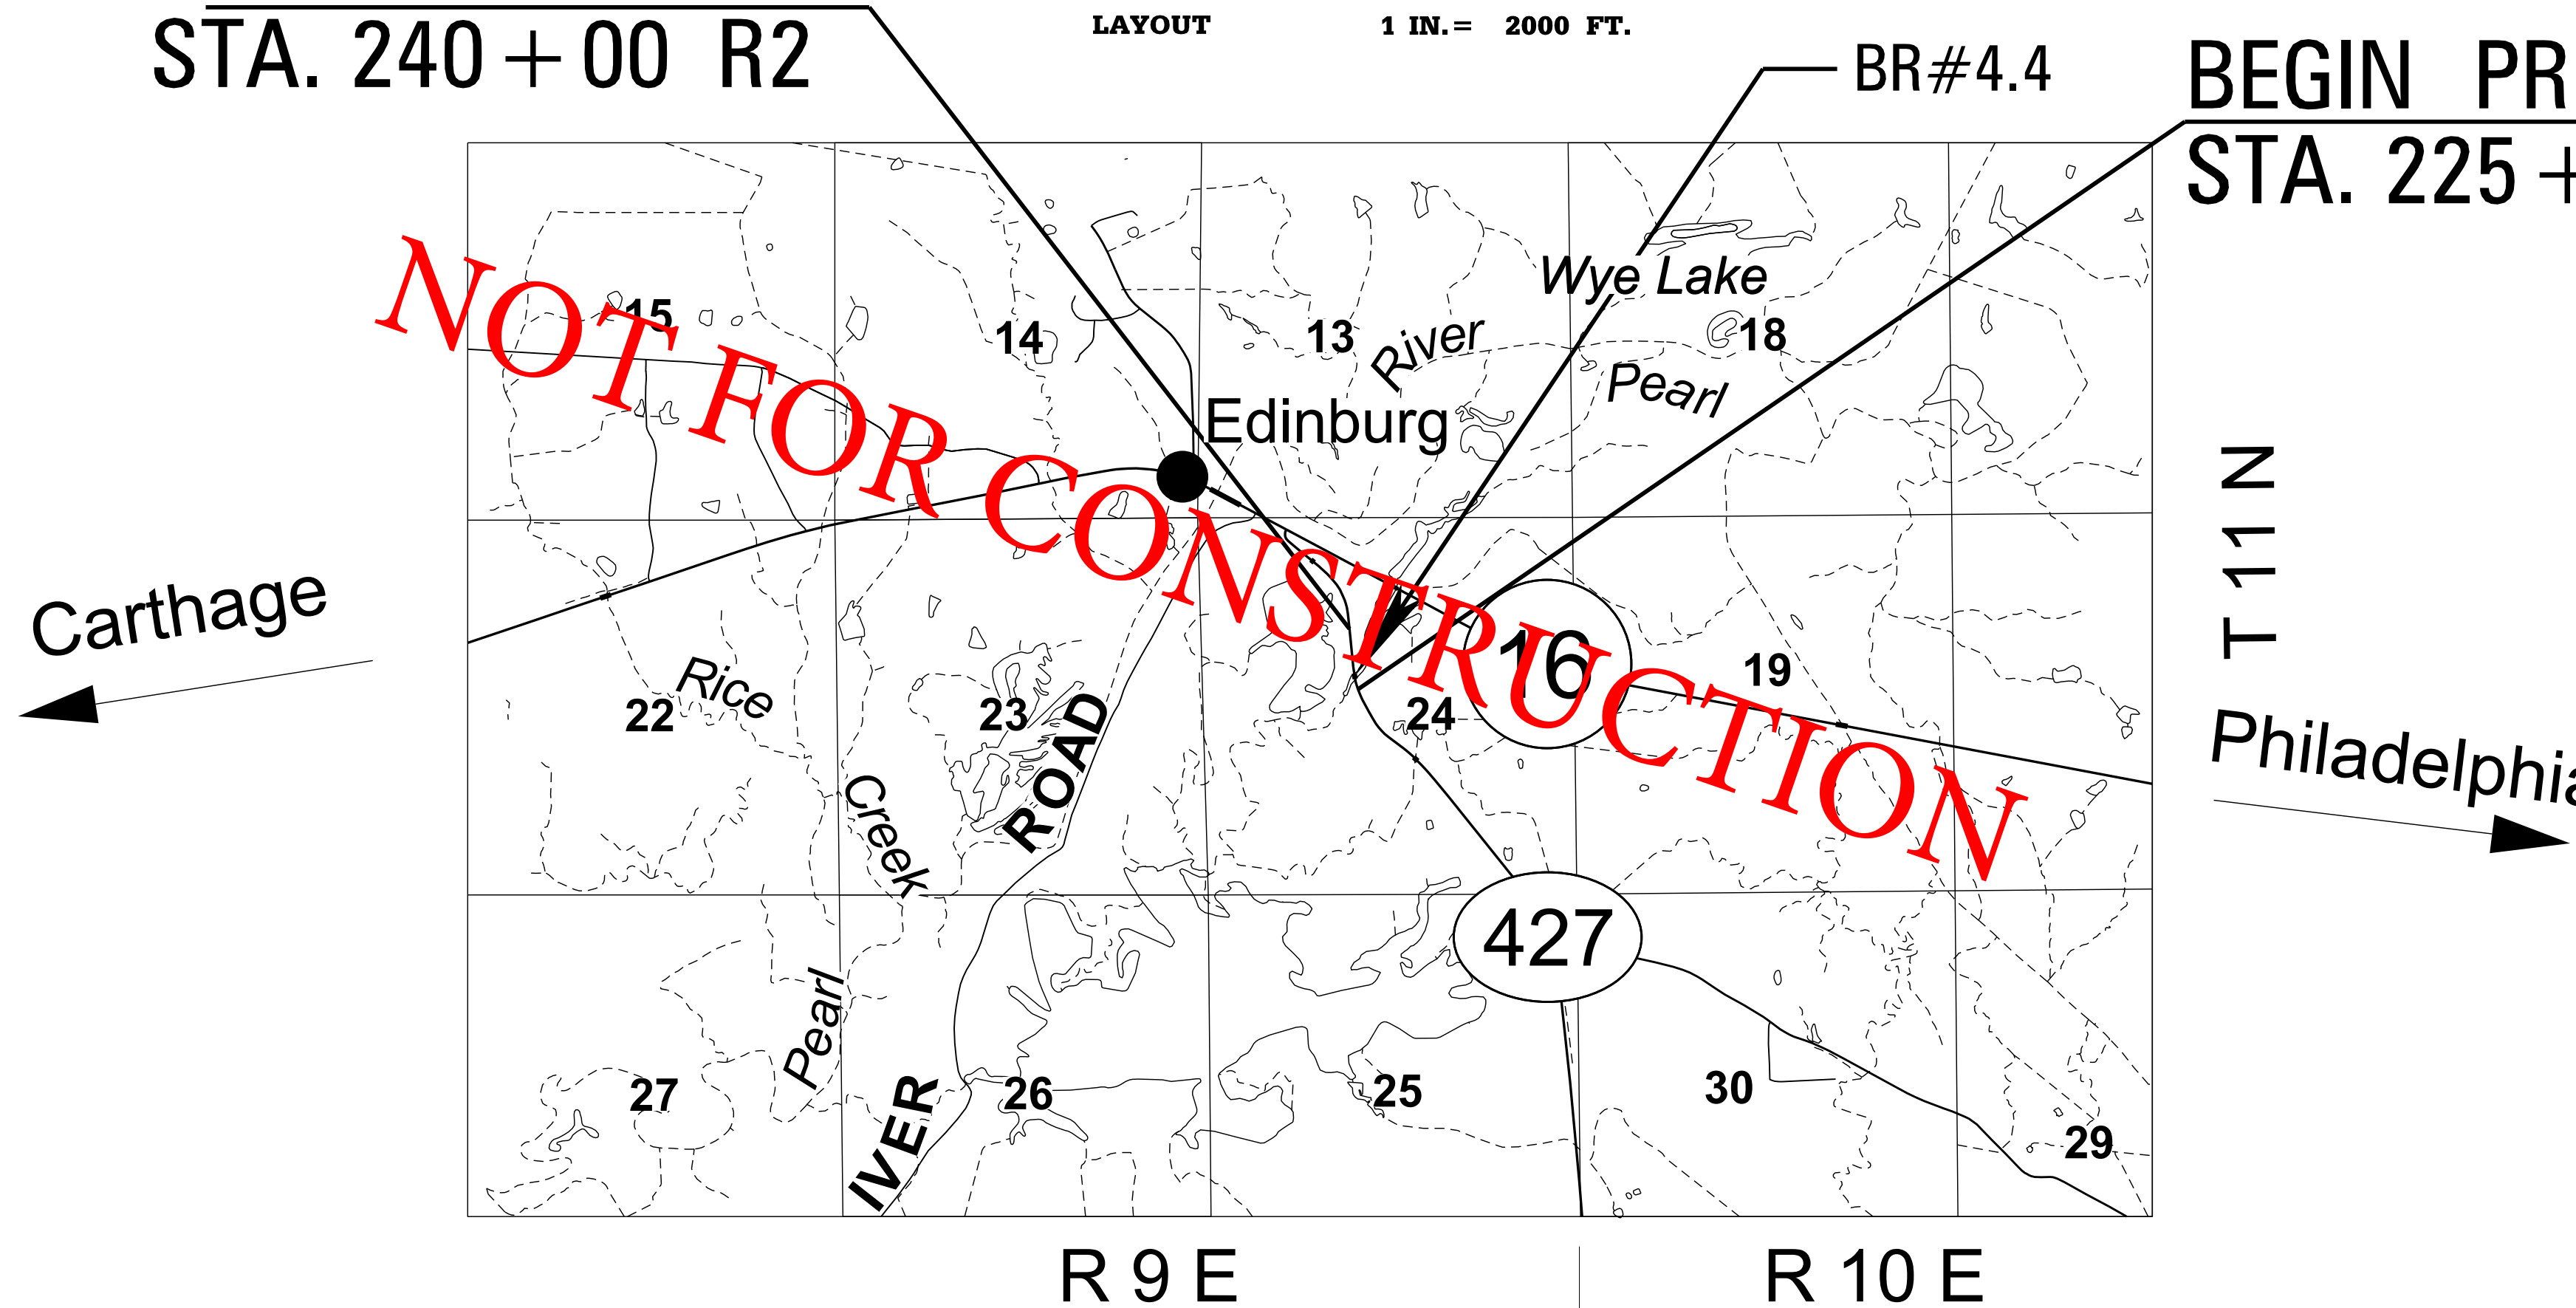 LAYOUT 1 IN.= 2000 FT.
STA. 240+00 R2
BR#4.4
BEGIN PR
STA. 225+
Wye Lake
15
14
13
River
18
Pearl
Edinburg
NOT FOR CONSTRUCTION
T 11 N
Carthage
16
19
Rice
22
23
24
ROAD
Philadelphia
Creek
427
Pearl
27
IVER
26
25
30
29
R 9 E
R 10 E